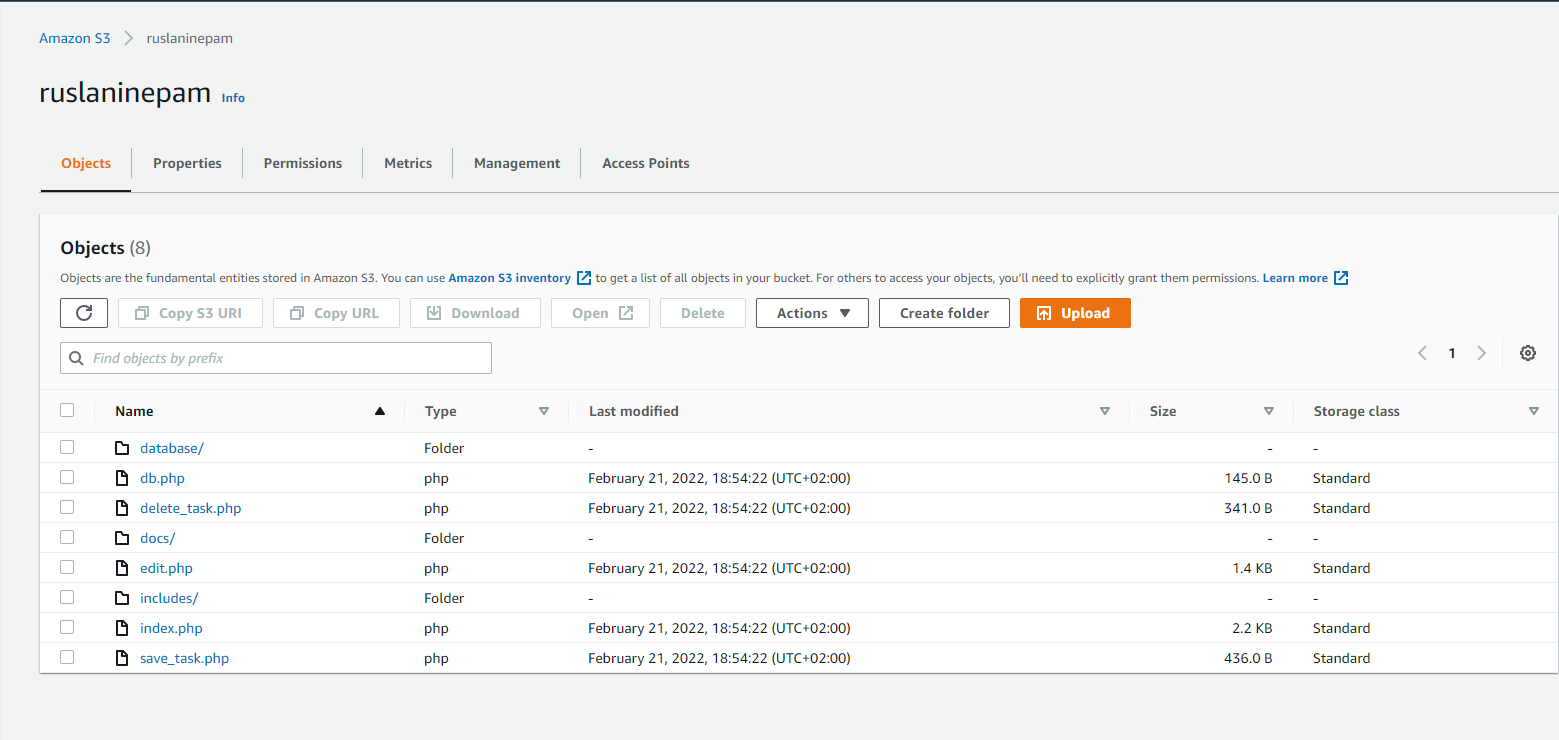 Amazon S3 ruslaninepam
ruslaninepam Info
Objects Properties Permissions Metrics Management Access Points
Objects (8)
Objects are the fundamental entities stored in Amazon S3. You can use Amazon S3 inventory to get a list of all objects in your bucket. For others to access your objects, you'll need to explicitly grant them permissions. Learn more
Copy S3 URI Copy URL Download Open Delete Actions Create folder Upload
Find objects by prefix
1
Name Type Last modified Size Storage class
database/ Folder - - -
db.php php February 21, 2022, 18:54:22 (UTC+02:00) 145.0 B Standard
delete_task.php php February 21, 2022, 18:54:22 (UTC+02:00) 341.0 B Standard
docs/ Folder - - -
edit.php php February 21, 2022, 18:54:22 (UTC+02:00) 1.4 KB Standard
includes/ Folder - - -
index.php php February 21, 2022, 18:54:22 (UTC+02:00) 2.2 KB Standard
save_task.php php February 21, 2022, 18:54:22 (UTC+02:00) 436.0 B Standard